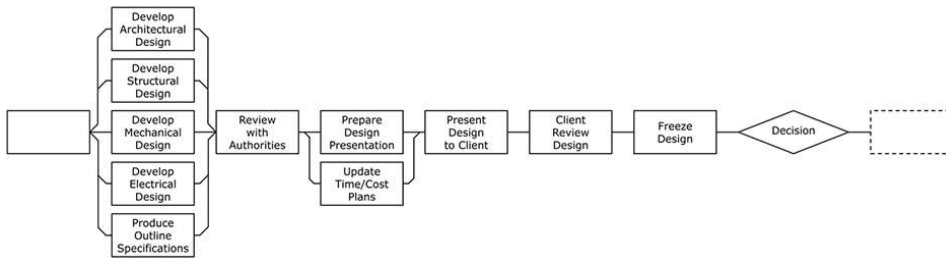 Develop
Architectural
Design
Develop
Structural
Design
Develop
Mechanical
Design
Develop
Electrical
Design
Produce
Outline
Specifications
Review
with
Authorities
Prepare
Design
Presentation
Update
Time/Cost
Plans
Present
Design
to Client
Client
Review
Design
Freeze
Design
Decision